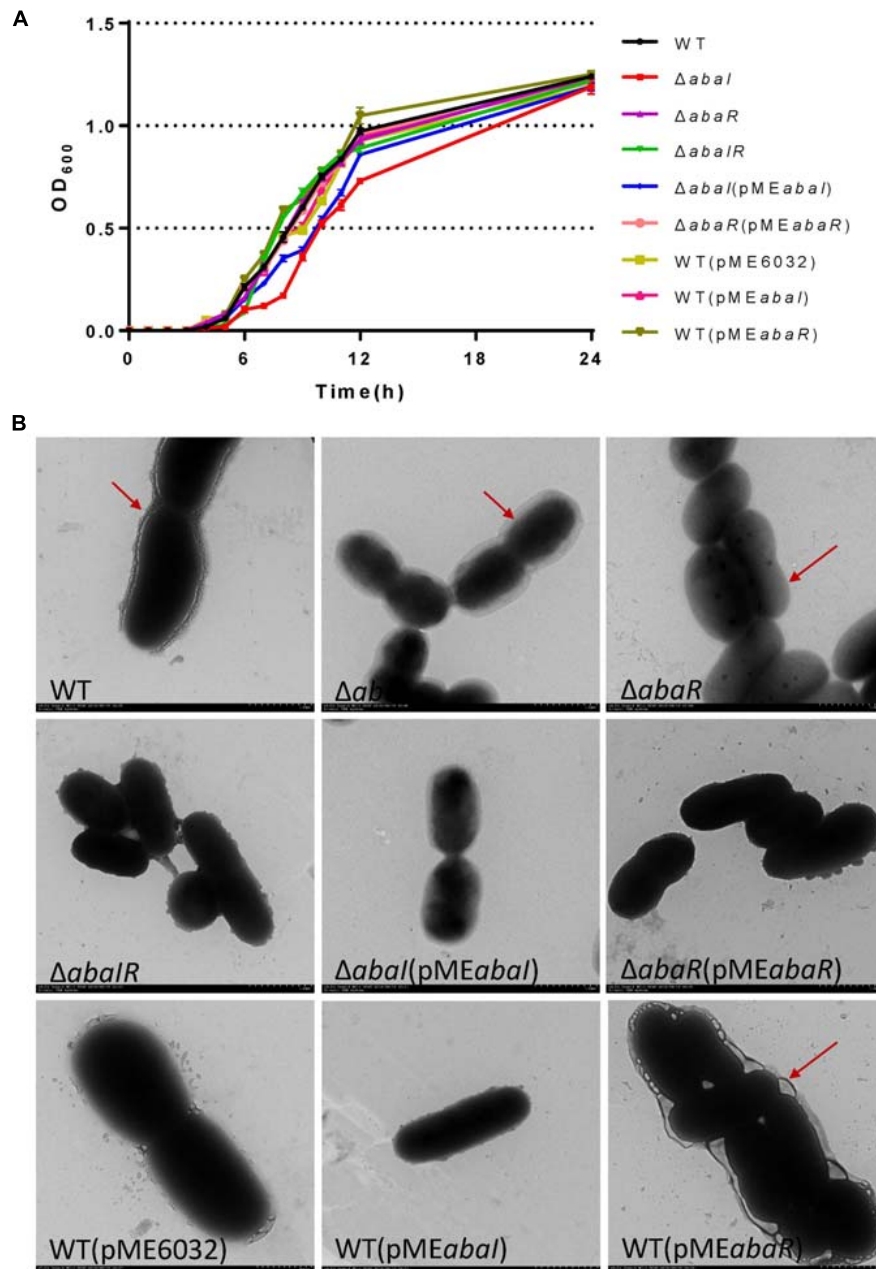 A
1.5
1.0
0.5
0.0
OD600
0
6
12
18
24
Time(h)
WT
ΔabaI
ΔabaR
ΔabaIR
ΔabaI(pMEabaI)
ΔabaR(pMEabaR)
WT(pME6032)
WT(pMEabaI)
WT(pMEabaR)
B
WT
Δab
ΔabaR
ΔabaIR
ΔabaI(pMEabaI)
ΔabaR(pMEabaR)
WT(pME6032)
WT(pMEabaI)
WT(pMEabaR)